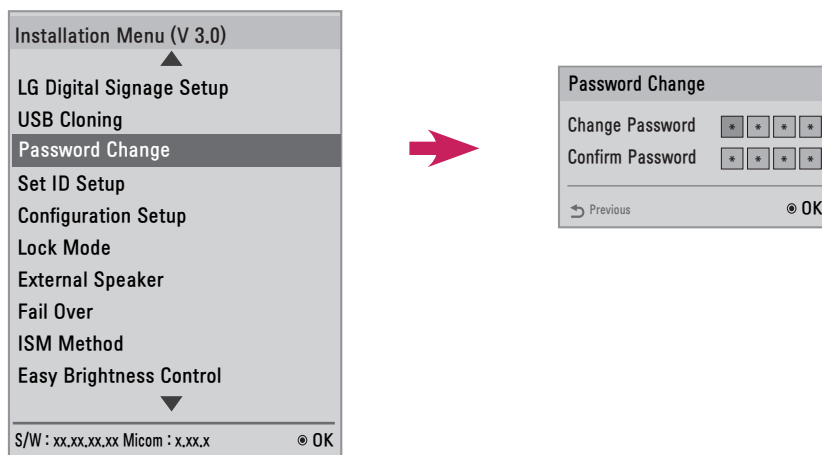 Installation Menu (V 3.0)
LG Digital Signage Setup
USB Cloning
Password Change
Set ID Setup
Configuration Setup
Lock Mode
External Speaker
Fail Over
ISM Method
Easy Brightness Control
S/W : xx.xx.xx.xx Micom : x.xx.x ◉ OK
Password Change
Change Password * * * *
Confirm Password * * * *
Previous ◉ OK